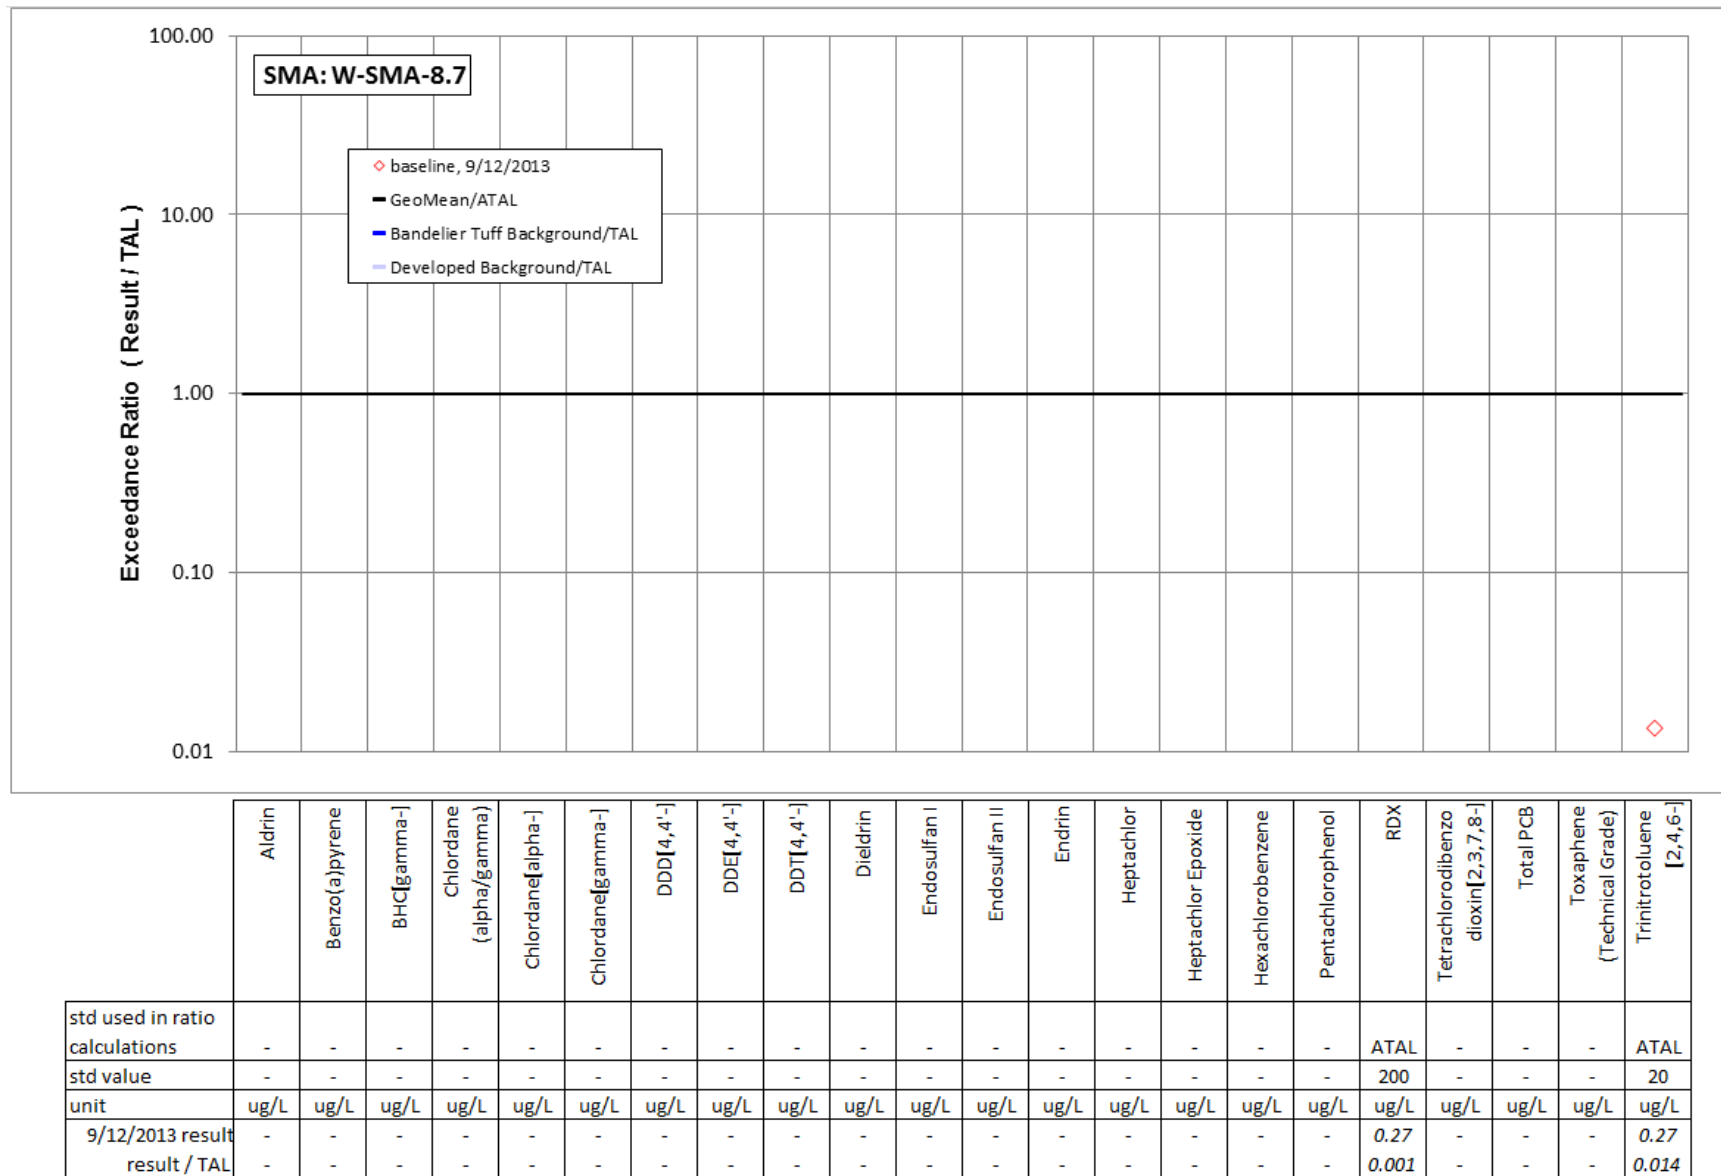 100.00
SMA: W-SMA-8.7
baseline, 9/12/2013
GeoMean/ATAL
Bandelier Tuff Background/TAL
Developed Background/TAL
10.00
1.00
0.10
0.01
Exceedance Ratio ( Result / TAL )
Aldrin
Benzo(a)pyrene
BHC[gamma-]
Chlordane
(alpha/gamma)
Chlordane[alpha-]
Chlordane[gamma-]
DDD[4,4'-]
DDE[4,4'-]
DDT[4,4'-]
Dieldrin
Endosulfan I
Endosulfan II
Endrin
Heptachlor
Heptachlor Epoxide
Hexachlorobenzene
Pentachlorophenol
RDX
Tetrachlorodibenzo
dioxin[2,3,7,8-]
Total PCB
Toxaphene
(Technical Grade)
Trinitrotoluene
[2,4,6-]
std used in ratio
calculations - - - - - - - - - - - - - - - - - ATAL - - - ATAL
std value - - - - - - - - - - - - - - - - - 200 - - - 20
unit ug/L ug/L ug/L ug/L ug/L ug/L ug/L ug/L ug/L ug/L ug/L ug/L ug/L ug/L ug/L ug/L ug/L ug/L ug/L ug/L ug/L ug/L
9/12/2013 result - - - - - - - - - - - - - - - - - 0.27 - - - 0.27
result / TAL - - - - - - - - - - - - - - - - - 0.001 - - - 0.014